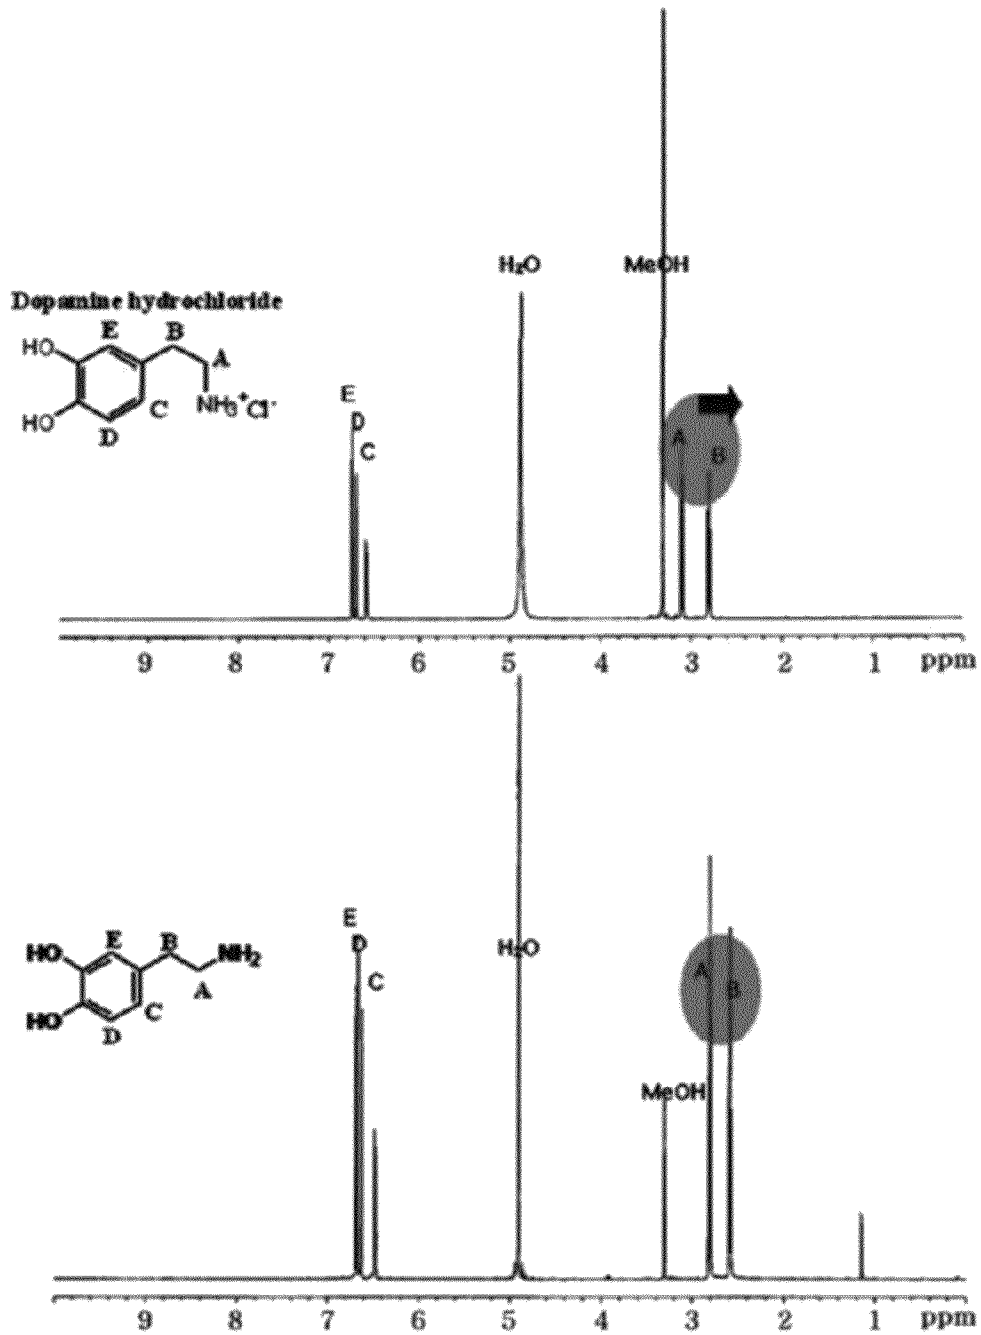 H₂O
MeOH
Dopamine hydrochloride
E
B
HO
A
C
NH₃⁺Cl⁻
HO
D
E
D
C
A
B
9 8 7 6 5 4 3 2 1 ppm
E
D
C
H₂O
HO
E
B
NH₂
A
C
HO
D
A
B
MeOH
9 8 7 6 5 4 3 2 1 ppm